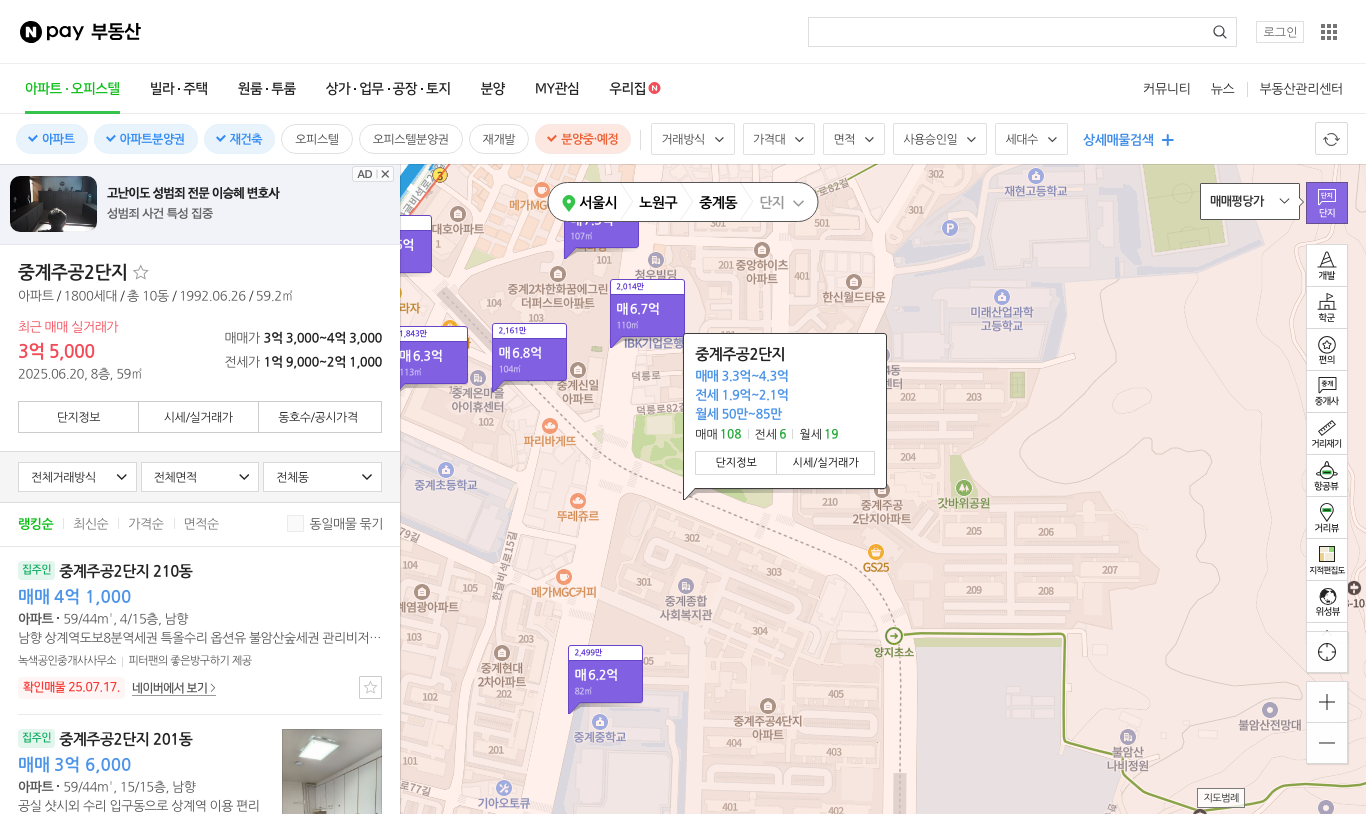 N pay 부동산
로그인
아파트·오피스텔
빌라·주택
원룸·투룸
상가·업무·공장·토지
분양
MY관심
우리집 N
커뮤니티
뉴스
부동산관리센터
아파트
아파트분양권
재건축
오피스텔
오피스텔분양권
재개발
분양중·예정
거래방식
가격대
면적
사용승인일
세대수
상세매물검색
고난이도 성범죄 전문 이승혜 변호사
성범죄 사건 특성 집중
AD
중계주공2단지
아파트 / 1800세대 / 총 10동 / 1992.06.26 / 59.2㎡
최근 매매 실거래가
3억 5,000
2025.06.20, 8층, 59㎡
매매가 3억 3,000~4억 3,000
전세가 1억 9,000~2억 1,000
단지정보
시세/실거래가
동호수/공시가격
전체거래방식
전체면적
전체동
랭킹순
최신순
가격순
면적순
동일매물 묶기
집주인 중계주공2단지 210동
매매 4억 1,000
아파트 · 59/44m², 4/15층, 남향
남향 상계역도보8분역세권 특올수리 옵션유 불암산숲세권 관리비저…
녹색공인중개사사무소
피터팬의 좋은방구하기 제공
확인매물 25.07.17.
네이버에서 보기
집주인 중계주공2단지 201동
매매 3억 6,000
아파트 · 59/44m², 15/15층, 남향
공실 샷시외 수리 입구동으로 상계역 이용 편리
서울시
노원구
중계동
단지
매매평당가
단지
단지
개발
학군
편의
중개
중개사
거리재기
항공뷰
거리뷰
지적편집도
위성뷰
지도범례
3
메가MG
대호아파트
107㎡
301
101
청우빌딩
104
중계2차한화꿈에그린
더퍼스트아파트
201
중앙하이츠
아파트
301
501
한신월드타운
재현고등학교
P
미래산업과학
고등학교
2,014만
매 6.7억
110㎡
IBK기업은행
1,843만
매 6.3억
113㎡
2,161만
매 6.8억
104㎡
중계온마을
아이휴센터
중계신일
아파트
덕릉로
덕릉로82길
102
101
파리바게뜨
중계초등학교
뚜레쥬르
한글비석로15길
302
301
303
304
메가MGC커피
중계종합
사회복지관
염광아파트
102
중계현대
2차아파트
102
103
101
201
2,499만
매 6.2억
82㎡
중계중학교
기아오토큐
중계주공2단지
매매 3.3억~4.3억
전세 1.9억~2.1억
월세 50만~85만
매매 108
전세 6
월세 19
단지정보
시세/실거래가
중계주공
2단지아파트
갓바위공원
GS25
양지초소
201
202
203
204
205
206
207
208
209
210
중계주공4단지
아파트
402
405
404
403
401
402
불암산
나비정원
불암산전망대